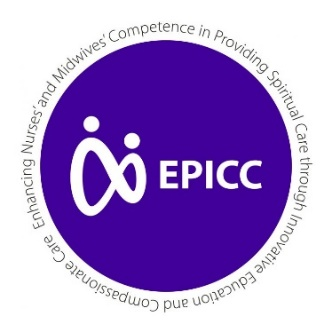 Enhancing Nurses' and Midwives' Competence in Providing Spiritual Care through Innovative Education and Compassionate Care
EPICC